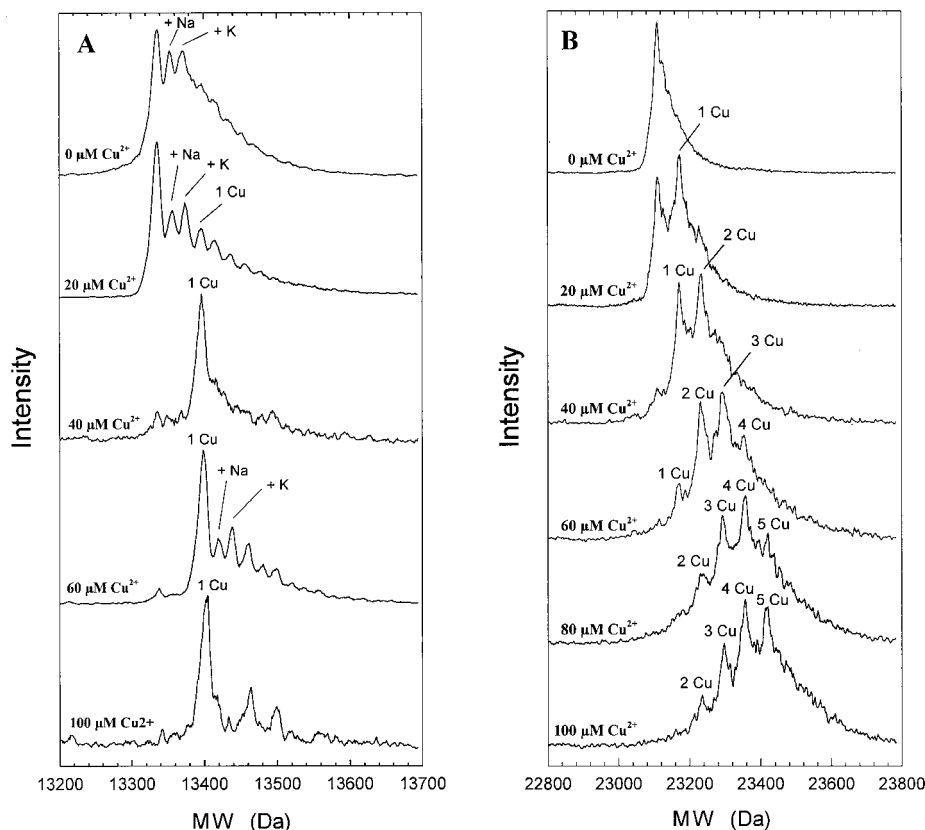 A
+ Na
+ K
0 µM Cu²⁺
+ Na
+ K
1 Cu
20 µM Cu²⁺
1 Cu
40 µM Cu²⁺
1 Cu
+ Na
+ K
60 µM Cu²⁺
1 Cu
100 µM Cu2+
Intensity
13200 13300 13400 13500 13600 13700
MW (Da)
B
1 Cu
0 µM Cu²⁺
2 Cu
1 Cu
20 µM Cu²⁺
3 Cu
2 Cu
40 µM Cu²⁺
4 Cu
1 Cu
4 Cu
3 Cu
60 µM Cu²⁺
5 Cu
2 Cu
4 Cu
80 µM Cu²⁺
5 Cu
3 Cu
2 Cu
100 µM Cu²⁺
Intensity
22800 23000 23200 23400 23600 23800
MW (Da)